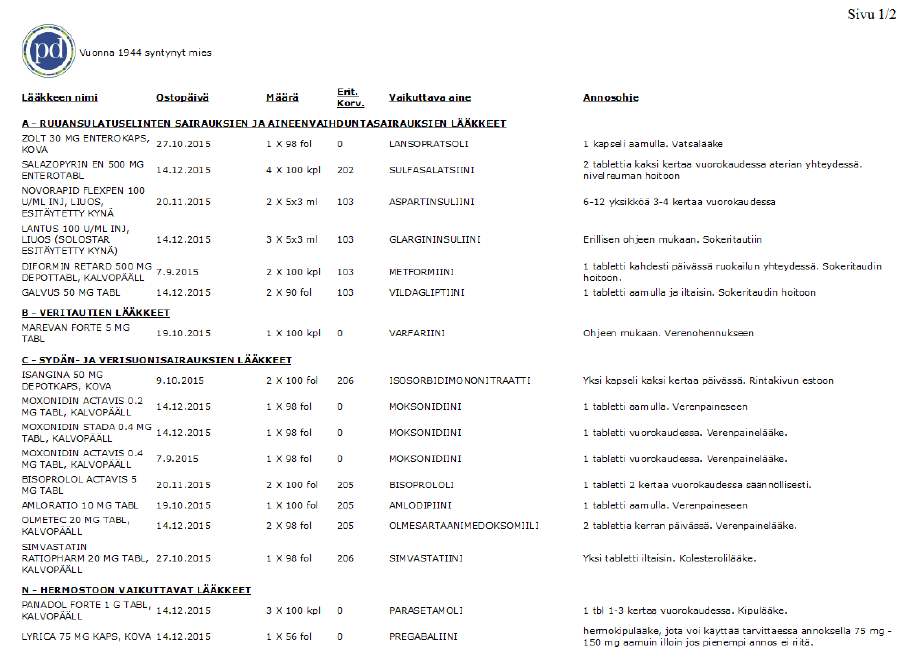 Sivu 1/2
pd
Vuonna 1944 syntynyt mies
Lääkkeen nimi Ostopäivä Määrä Erit. Korv. Vaikuttava aine Annosohje
A - RUUANSULATUSELINTEN SAIRAUKSIEN JA AINEENVAIHDUNTASAIRAUKSIEN LÄÄKKEET
ZOLT 30 MG ENTEROKAPS, KOVA 27.10.2015 1 X 98 fol 0 LANSOPRATSOLI 1 kapseli aamulla. Vatsalääke
SALAZOPYRIN EN 500 MG ENTEROTABL 14.12.2015 4 X 100 kpl 202 SULFASALATSIINI 2 tablettia kaksi kertaa vuorokaudessa aterian yhteydessä. nivelreuman hoitoon
NOVORAPID FLEXPEN 100 U/ML INJ, LIUOS, ESITÄYTETTY KYNÄ 20.11.2015 2 X 5x3 ml 103 ASPARTINSULIINI 6-12 yksikköä 3-4 kertaa vuorokaudessa
LANTUS 100 U/ML INJ, LIUOS (SOLOSTAR ESITÄYTETTY KYNÄ) 14.12.2015 3 X 5x3 ml 103 GLARGININSULIINI Erillisen ohjeen mukaan. Sokeritautiin
DIFORMIN RETARD 500 MG DEPOTTABL, KALVOPÄÄLL 7.9.2015 2 X 100 kpl 103 METFORMIINI 1 tabletti kahdesti päivässä ruokailun yhteydessä. Sokeritaudin hoitoon.
GALVUS 50 MG TABL 14.12.2015 2 X 90 fol 103 VILDAGLIPTIINI 1 tabletti aamulla ja iltaisin. Sokeritaudin hoitoon
B - VERITAUTIEN LÄÄKKEET
MAREVAN FORTE 5 MG TABL 19.10.2015 1 X 100 kpl 0 VARFARIINI Ohjeen mukaan. Verenohennukseen
C - SYDÄN- JA VERISUONISAIRAUKSIEN LÄÄKKEET
ISANGINA 50 MG DEPOTKAPS, KOVA 9.10.2015 2 X 100 fol 206 ISOSORBIDIMONONITRAATTI Yksi kapseli kaksi kertaa päivässä. Rintakivun estoon
MOXONIDIN ACTAVIS 0.2 MG TABL, KALVOPÄÄLL 14.12.2015 1 X 98 fol 0 MOKSONIDIINI 1 tabletti aamulla. Verenpaineseen
MOXONIDIN STADA 0.4 MG TABL, KALVOPÄÄLL 14.12.2015 1 X 98 fol 0 MOKSONIDIINI 1 tabletti vuorokaudessa. Verenpainelääke.
MOXONIDIN ACTAVIS 0.4 MG TABL, KALVOPÄÄLL 7.9.2015 1 X 98 fol 0 MOKSONIDIINI 1 tabletti vuorokaudessa. Verenpainelääke.
BISOPROLOL ACTAVIS 5 MG TABL 20.11.2015 2 X 100 fol 205 BISOPROLOLI 1 tabletti 2 kertaa vuorokaudessa säännöllisesti.
AMLORATIO 10 MG TABL 19.10.2015 1 X 100 fol 205 AMLODIPIINI 1 tabletti aamulla. Verenpaineseen
OLMETEC 20 MG TABL, KALVOPÄÄLL 14.12.2015 2 X 98 fol 205 OLMESARTAANIMEDOKSOMIILI 2 tablettia kerran päivässä. Verenpainelääke.
SIMVASTATIN RATIOPHARM 20 MG TABL, KALVOPÄÄLL 27.10.2015 1 X 98 fol 206 SIMVASTATIINI Yksi tabletti iltaisin. Kolesterolilääke.
N - HERMOSTOON VAIKUTTAVAT LÄÄKKEET
PANADOL FORTE 1 G TABL, KALVOPÄÄLL 14.12.2015 3 X 100 kpl 0 PARASETAMOLI 1 tbl 1-3 kertaa vuorokaudessa. Kipulääke.
LYRICA 75 MG KAPS, KOVA 14.12.2015 1 X 56 fol 0 PREGABALIINI hermokipulääke, jota voi käyttää tarvittaessa annoksella 75 mg - 150 mg aamuin illoin jos pienempi annos ei riitä.